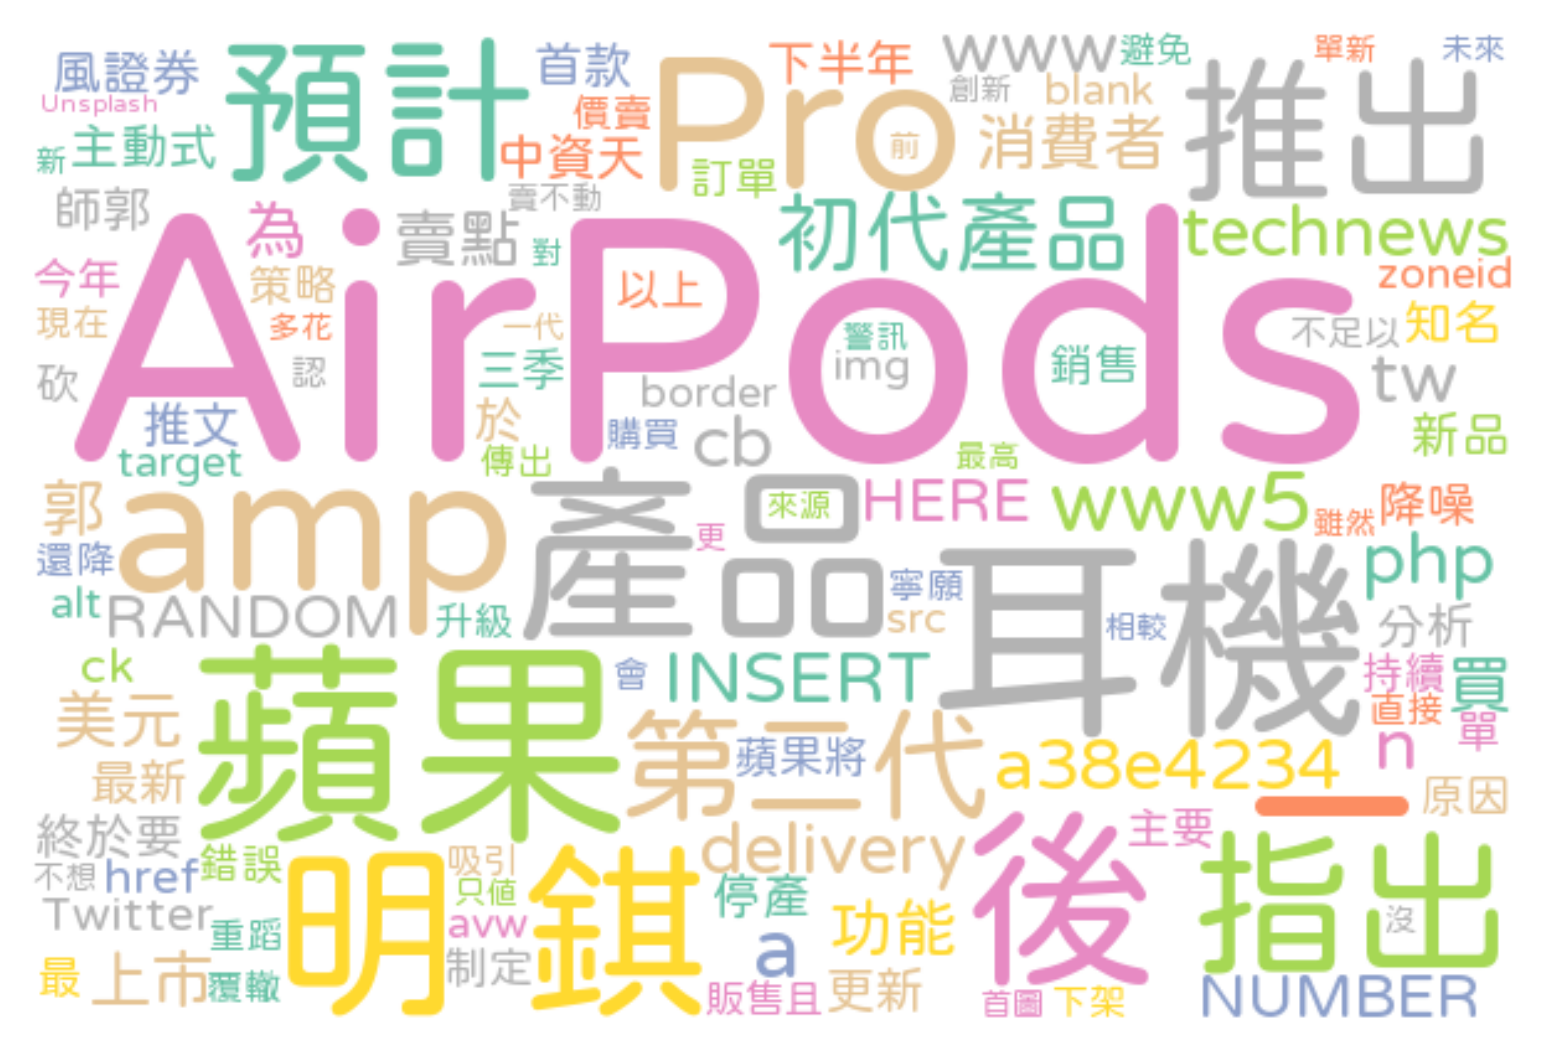 風證券
預計
首款
Pro
下半年
www
避免
單新
未來
Unsplash
價賣
創新
blank
推出
新
主動式
中資天
訂單
前
消費者
師郭
賣不動
為
賣點
對
初代產品
technews
今年
策略
AirPods
以上
zoneid
現在
多花
一代
警訊
不足以
知名
砍
認
三季
border
img
銷售
tw
推文
於
購買
cb
新品
target
傳出
最高
郭
amp
產品
來源
HERE
www5
雖然
降噪
更
還降
寧願
耳機
php
alt
RANDOM
升級
src
相較
分析
ck
蘋果
會
INSERT
持續
買
美元
第二代
蘋果將
直接
單
最新
a38e4234
n
一
原因
終於要
delivery
後
主要
指出
不想
href
錯誤
明錤
吸引
只值
停產
Twitter
重蹈
avw
a
功能
沒
最
上市
覆轍
制定
販售且
更新
首圖
下架
NUMBER